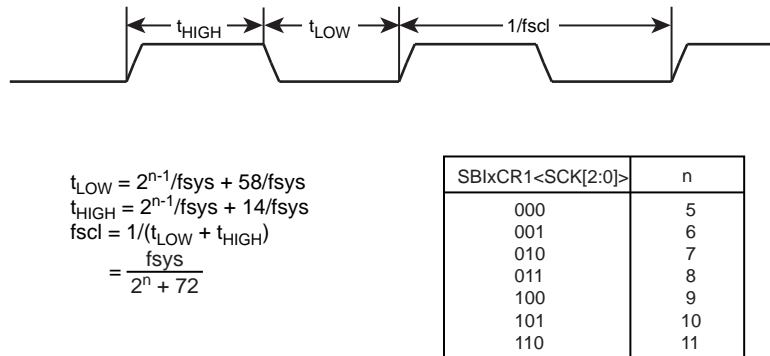 tHIGH tLOW 1/fscl
tLOW = 2n-1/fsys + 58/fsys
tHIGH = 2n-1/fsys + 14/fsys
fscl = 1/(tLOW + tHIGH)
= fsys
2n + 72
SBIxCR1<SCK[2:0]> n
000 5
001 6
010 7
011 8
100 9
101 10
110 11